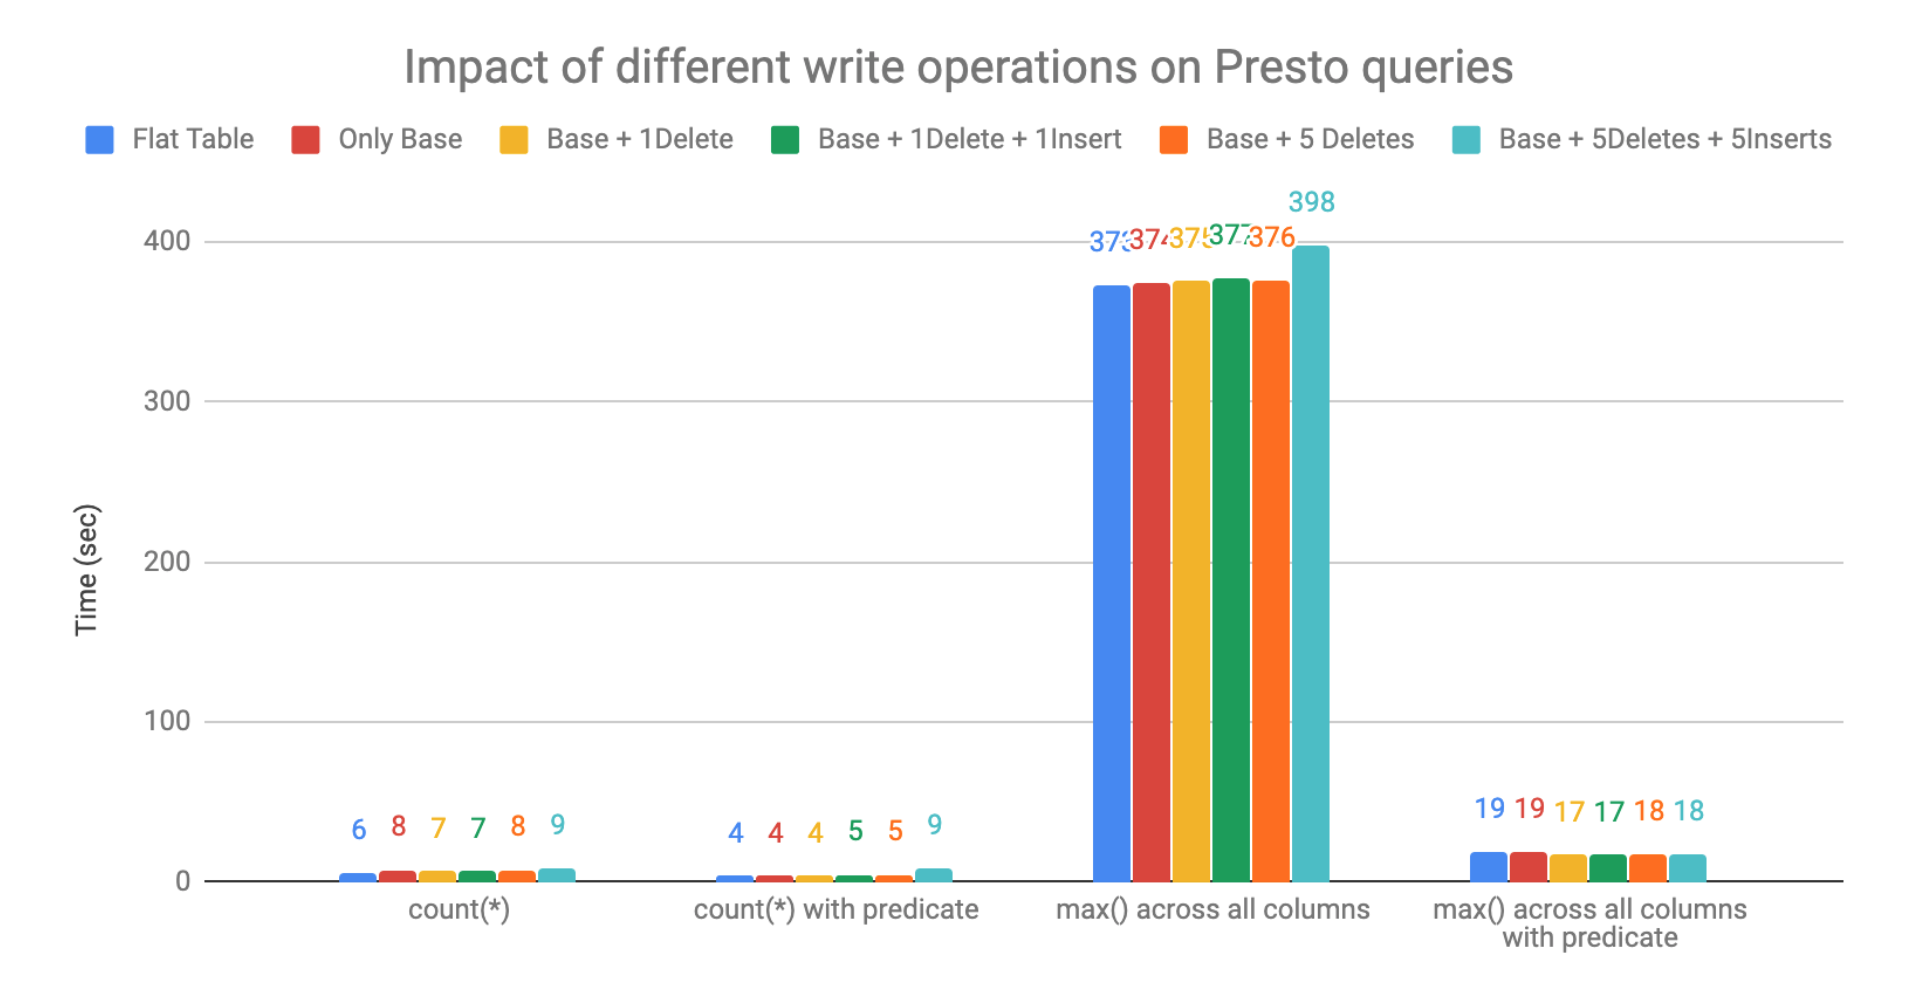 Impact of different write operations on Presto queries
Flat Table Only Base Base + 1Delete Base + 1Delete + 1Insert Base + 5 Deletes Base + 5Deletes + 5Inserts
Time (sec)
400
300
200
100
0
6 8 7 7 8 9
4 4 4 5 5 9
373 374 375 377 376 398
19 19 17 17 18 18
count(*)
count(*) with predicate
max() across all columns
max() across all columns
with predicate